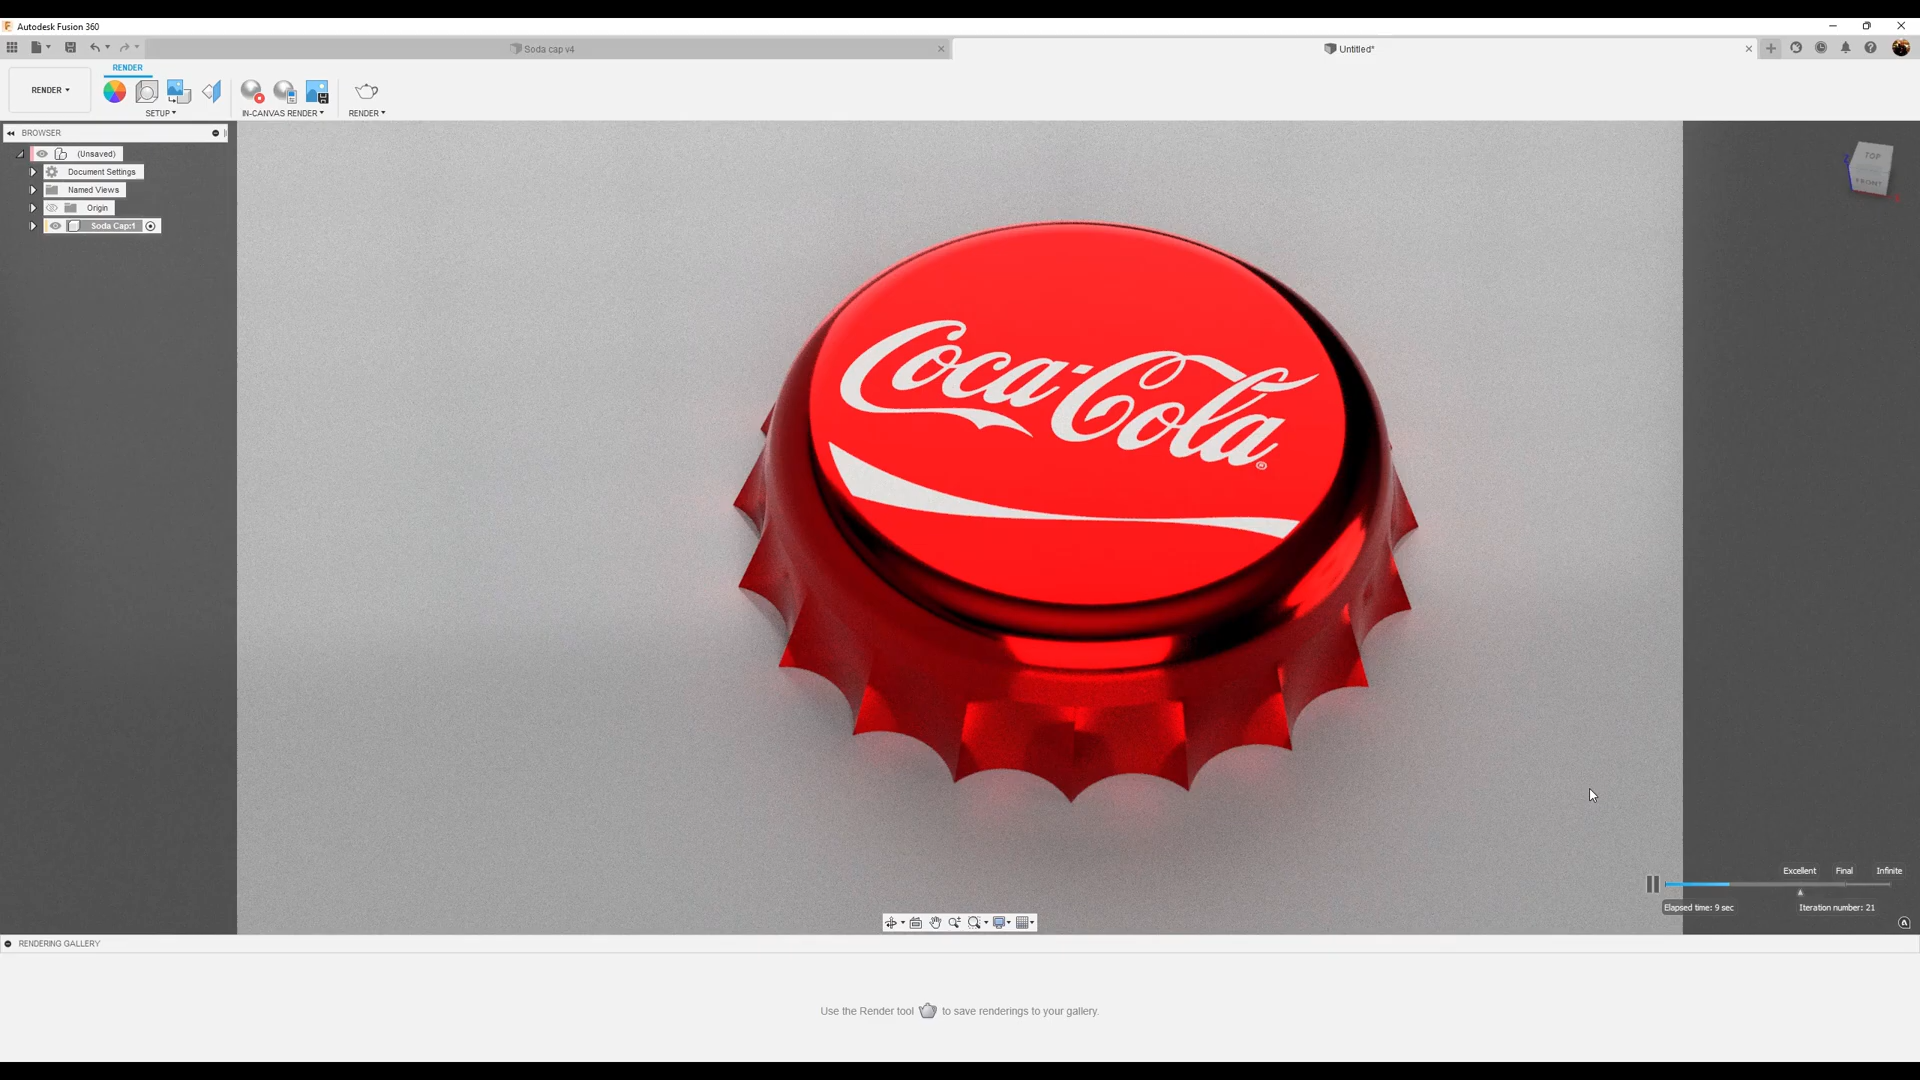 Autodesk Fusion 360
Soda cap v4
Untitled*
RENDER
RENDER
SETUP
IN-CANVAS RENDER
RENDER
BROWSER
(Unsaved)
Document Settings
Named Views
Origin
Soda Cap:1
TOP
FRONT
Coca-Cola®
Excellent
Final
Infinite
Elapsed time: 9 sec
Iteration number: 21
RENDERING GALLERY
Use the Render tool to save renderings to your gallery.